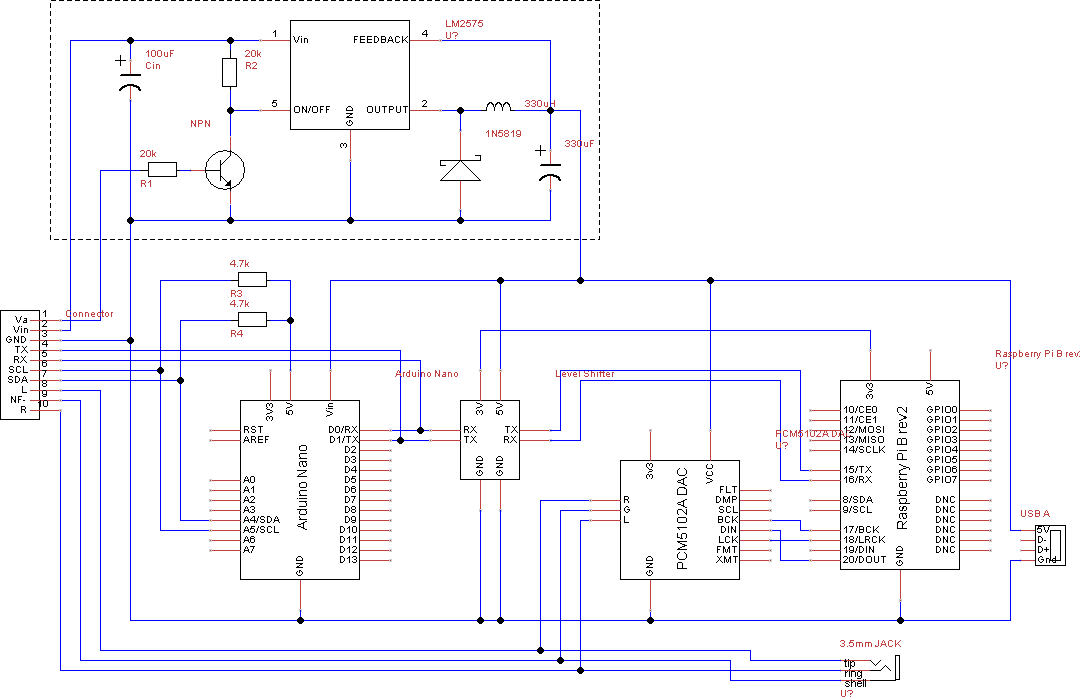 LM2575
U?
1
Vin
FEEDBACK
4
100uF
Cin
20k
R2
5
ON/OFF
GND
OUTPUT
2
330uH
3
NPN
1N5819
330uF
20k
R1
4.7k
R3
4.7k
R4
Connector
Va
1
Vin
2
GND
3
TX
4
RX
5
SCL
6
SDA
7
L
8
NF-
9
R
10
Arduino Nano
3V3
5V
Vin
RST
AREF
A0
A1
A2
A3
A4/SDA
A5/SCL
A6
A7
Arduino Nano
D0/RX
D1/TX
D2
D3
D4
D5
D6
D7
D8
D9
D10
D11
D12
D13
GND
Level Shifter
3V
5V
RX
TX
TX
RX
GND
GND
PCM5102A DAC
U?
3v3
VCC
R
G
L
PCM5102A DAC
FLT
DMP
SCL
BCK
DIN
LCK
FMT
XMT
GND
Raspberry Pi B rev2
U?
3v3
5V
10/CE0
11/CE1
12/MOSI
13/MISO
14/SCLK
15/TX
16/RX
8/SDA
9/SCL
17/BCK
18/LRCK
19/DIN
20/DOUT
Raspberry Pi B rev2
GPIO0
GPIO1
GPIO2
GPIO3
GPIO4
GPIO5
GPIO6
GPIO7
DNC
DNC
DNC
DNC
DNC
DNC
GND
USB A
5V
D-
D+
Gnd
3.5mm JACK
tip
ring
shell
U?